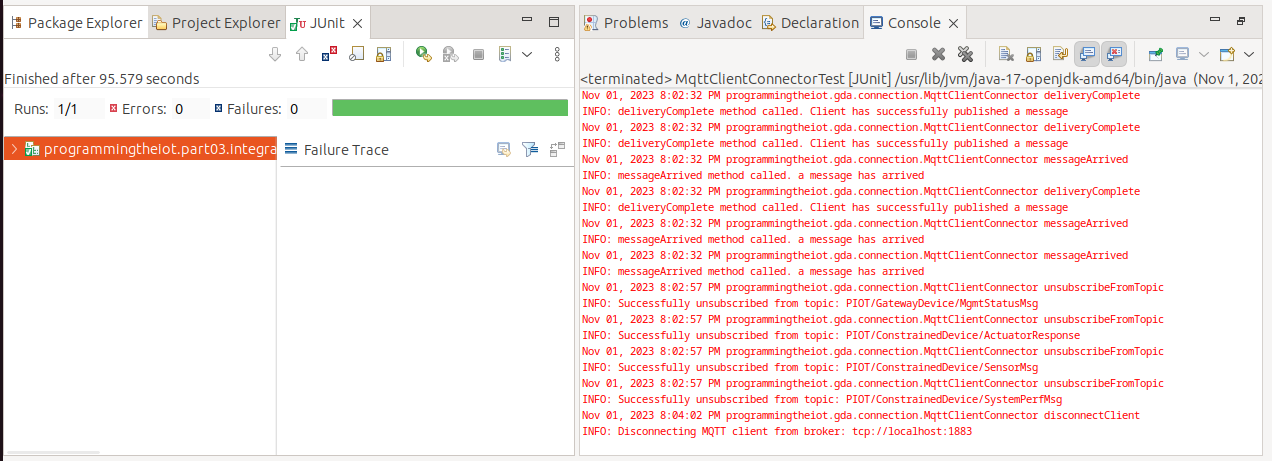 Package Explorer Project Explorer JUnit
Finished after 95.579 seconds
Runs: 1/1 Errors: 0 Failures: 0
programmingtheiot.part03.integra
Failure Trace
Problems @ Javadoc Declaration Console
<terminated> MqttClientConnectorTest [JUnit] /usr/lib/jvm/java-17-openjdk-amd64/bin/java (Nov 1, 202
Nov 01, 2023 8:02:32 PM programmingtheiot.gda.connection.MqttClientConnector deliveryComplete
INFO: deliveryComplete method called. Client has successfully published a message
Nov 01, 2023 8:02:32 PM programmingtheiot.gda.connection.MqttClientConnector deliveryComplete
INFO: deliveryComplete method called. Client has successfully published a message
Nov 01, 2023 8:02:32 PM programmingtheiot.gda.connection.MqttClientConnector messageArrived
INFO: messageArrived method called. a message has arrived
Nov 01, 2023 8:02:32 PM programmingtheiot.gda.connection.MqttClientConnector deliveryComplete
INFO: deliveryComplete method called. Client has successfully published a message
Nov 01, 2023 8:02:32 PM programmingtheiot.gda.connection.MqttClientConnector messageArrived
INFO: messageArrived method called. a message has arrived
Nov 01, 2023 8:02:32 PM programmingtheiot.gda.connection.MqttClientConnector messageArrived
INFO: messageArrived method called. a message has arrived
Nov 01, 2023 8:02:57 PM programmingtheiot.gda.connection.MqttClientConnector unsubscribeFromTopic
INFO: Successfully unsubscribed from topic: PIOT/GatewayDevice/MgmtStatusMsg
Nov 01, 2023 8:02:57 PM programmingtheiot.gda.connection.MqttClientConnector unsubscribeFromTopic
INFO: Successfully unsubscribed from topic: PIOT/ConstrainedDevice/ActuatorResponse
Nov 01, 2023 8:02:57 PM programmingtheiot.gda.connection.MqttClientConnector unsubscribeFromTopic
INFO: Successfully unsubscribed from topic: PIOT/ConstrainedDevice/SensorMsg
Nov 01, 2023 8:02:57 PM programmingtheiot.gda.connection.MqttClientConnector unsubscribeFromTopic
INFO: Successfully unsubscribed from topic: PIOT/ConstrainedDevice/SystemPerfMsg
Nov 01, 2023 8:04:02 PM programmingtheiot.gda.connection.MqttClientConnector disconnectClient
INFO: Disconnecting MQTT client from broker: tcp://localhost:1883